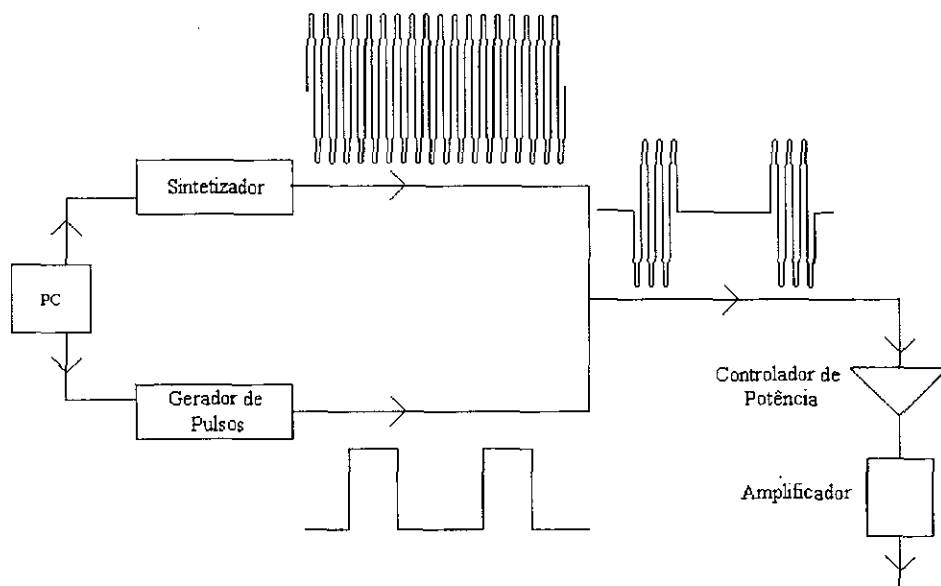 Sintetizador
PC
Gerador de
Pulsos
Controlador de
Potência
Amplificador